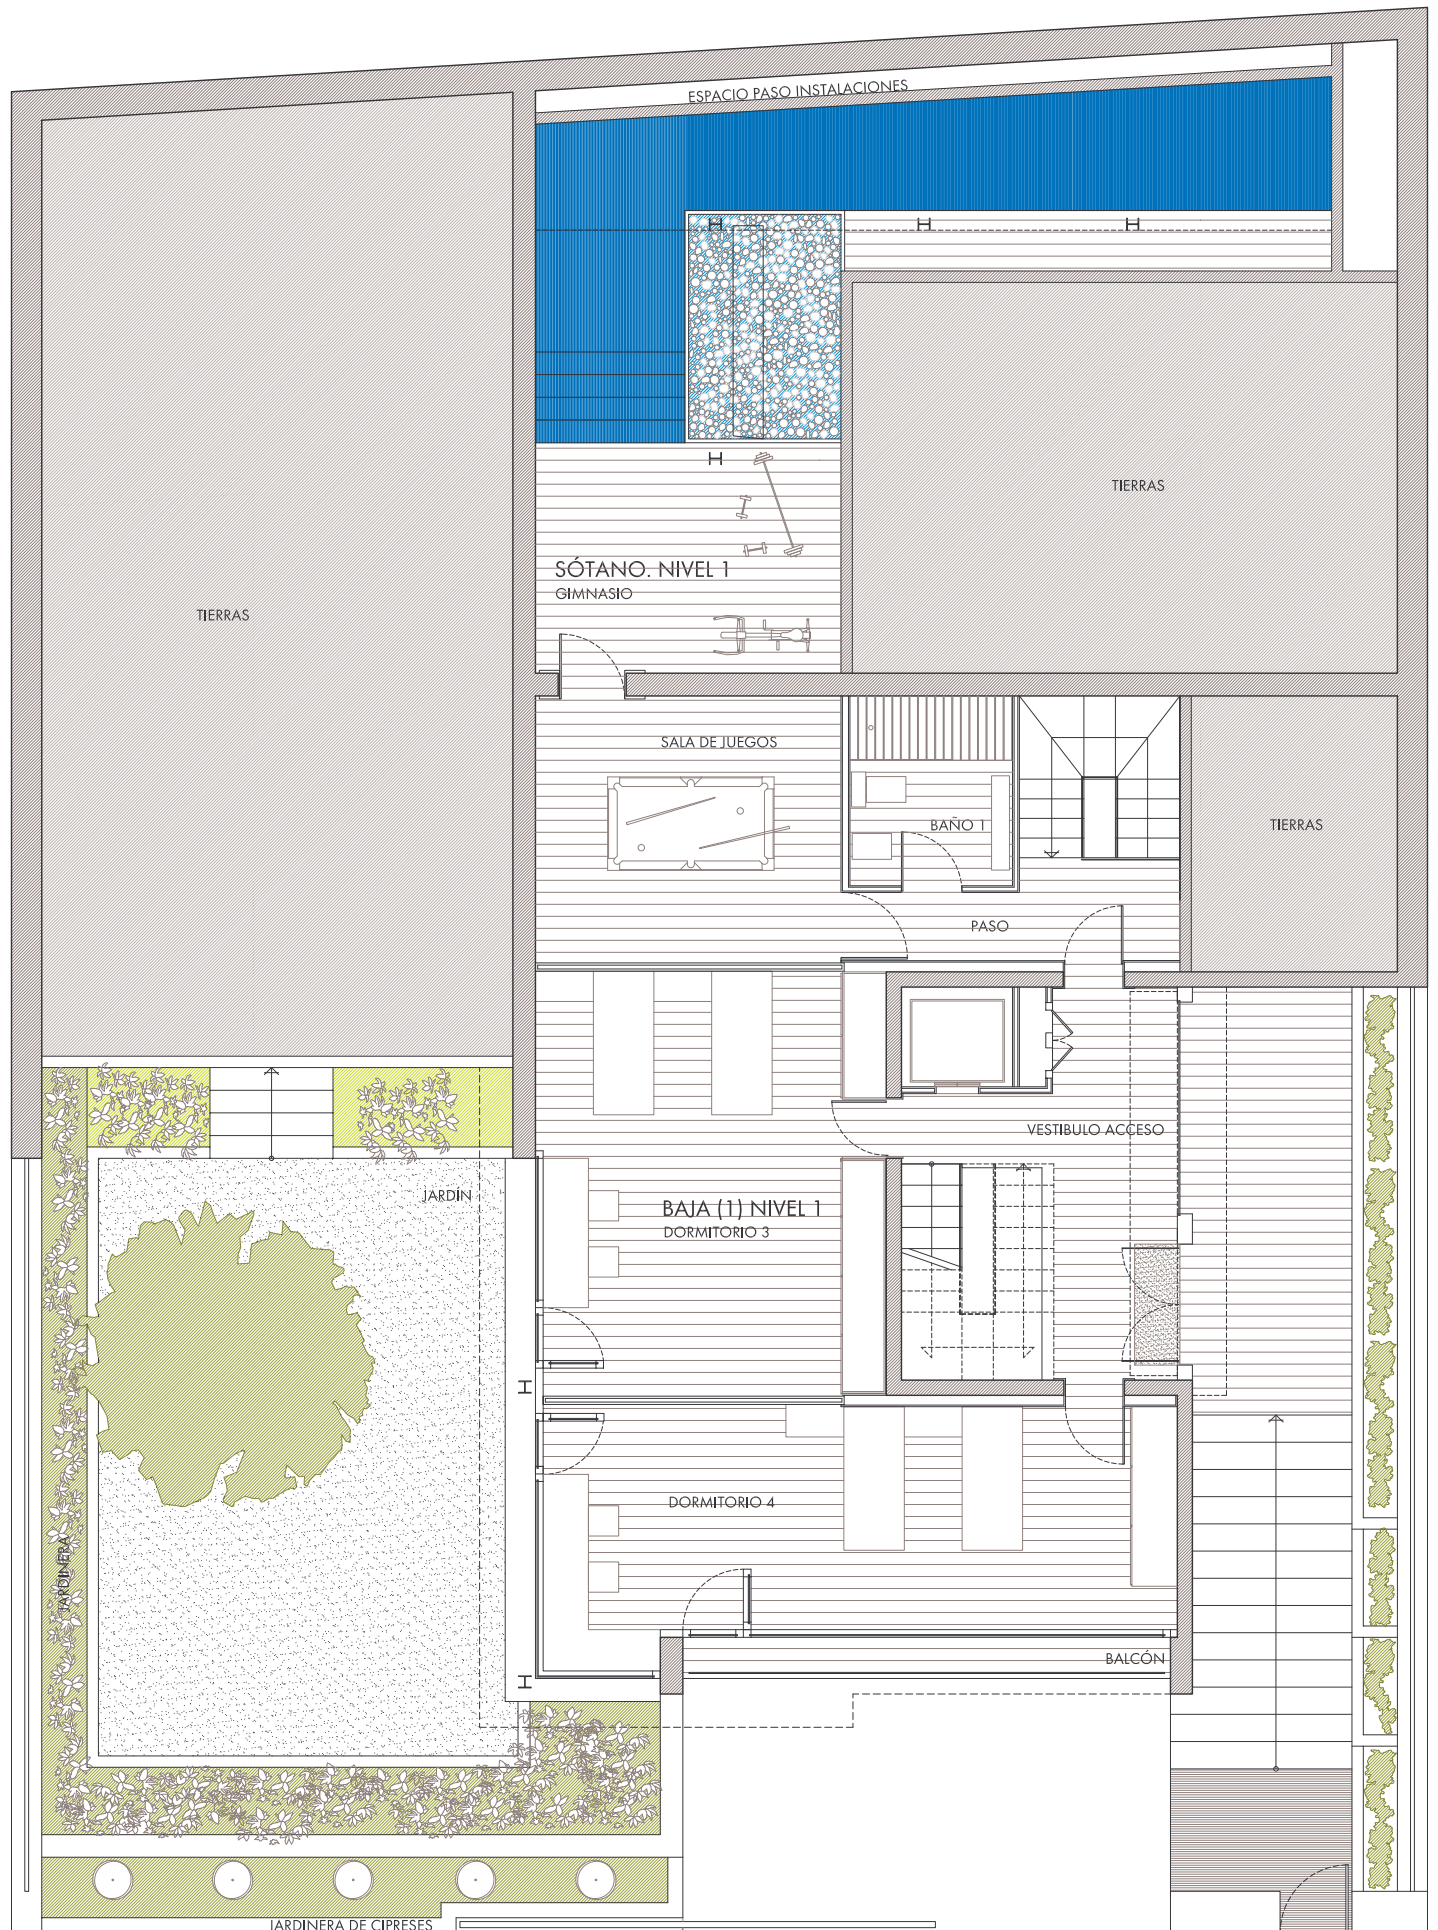 ESPACIO PASO INSTALACIONES
TIERRAS
SÓTANO. NIVEL 1
GIMNASIO
TIERRAS
SALA DE JUEGOS
BAÑO 1
TIERRAS
PASO
VESTIBULO ACCESO
JARDÍN
BAJA (1) NIVEL 1
DORMITORIO 3
DORMITORIO 4
JARDINERA
BALCÓN
JARDINERA DE CIPRESES